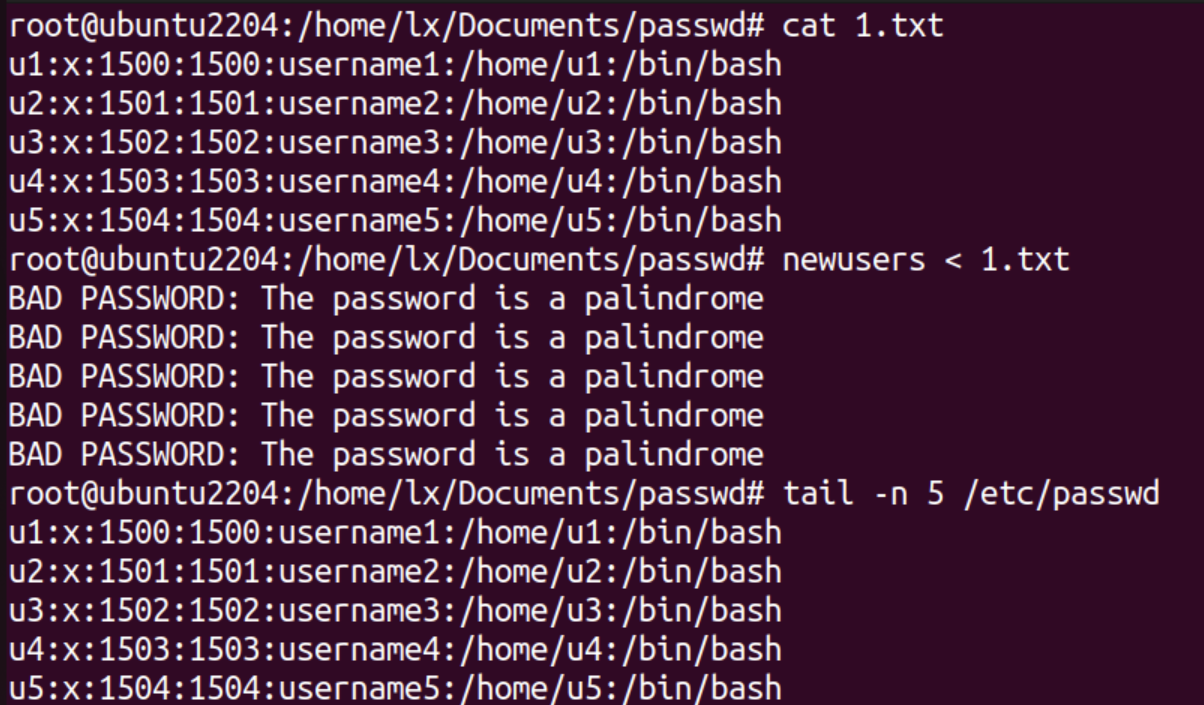 root@ubuntu2204:/home/lx/Documents/passwd# cat 1.txt
u1:x:1500:1500:username1:/home/u1:/bin/bash
u2:x:1501:1501:username2:/home/u2:/bin/bash
u3:x:1502:1502:username3:/home/u3:/bin/bash
u4:x:1503:1503:username4:/home/u4:/bin/bash
u5:x:1504:1504:username5:/home/u5:/bin/bash
root@ubuntu2204:/home/lx/Documents/passwd# newusers < 1.txt
BAD PASSWORD: The password is a palindrome
BAD PASSWORD: The password is a palindrome
BAD PASSWORD: The password is a palindrome
BAD PASSWORD: The password is a palindrome
BAD PASSWORD: The password is a palindrome
root@ubuntu2204:/home/lx/Documents/passwd# tail -n 5 /etc/passwd
u1:x:1500:1500:username1:/home/u1:/bin/bash
u2:x:1501:1501:username2:/home/u2:/bin/bash
u3:x:1502:1502:username3:/home/u3:/bin/bash
u4:x:1503:1503:username4:/home/u4:/bin/bash
u5:x:1504:1504:username5:/home/u5:/bin/bash